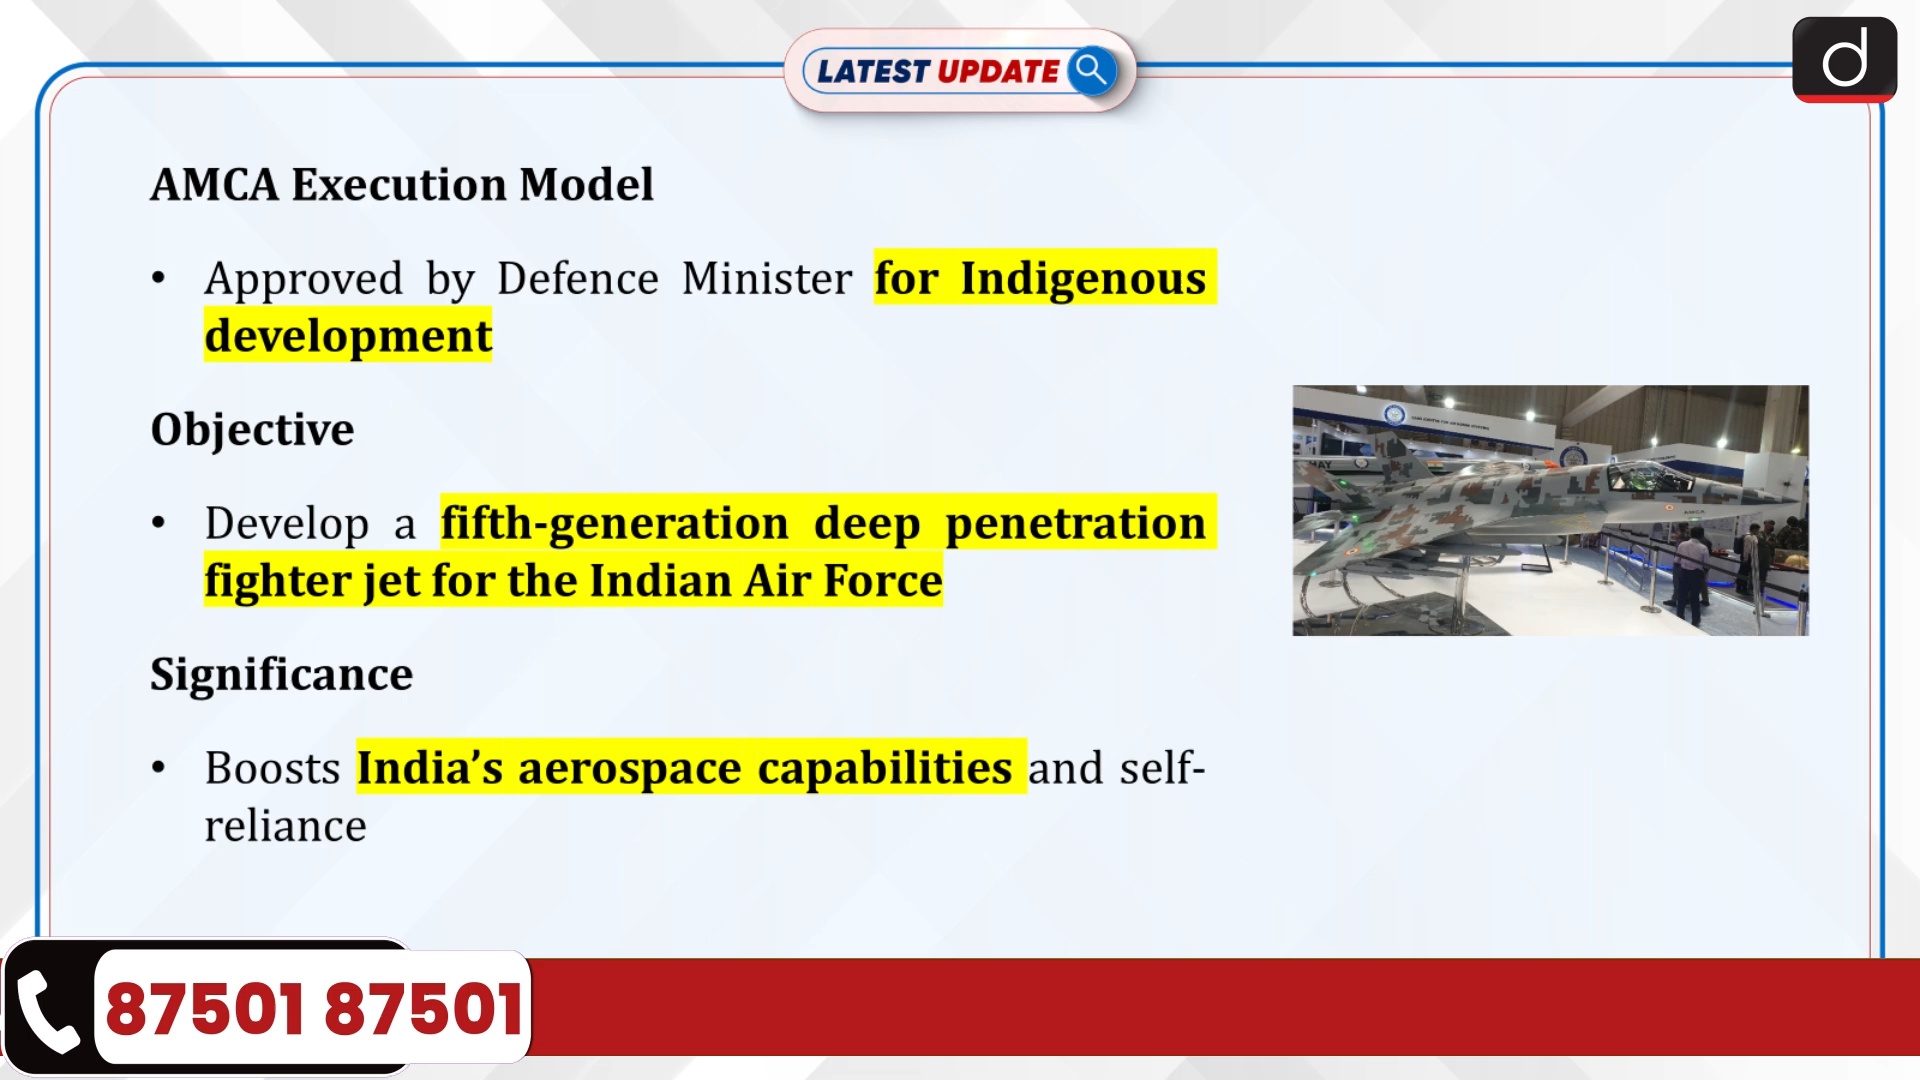 LATEST UPDATE
d
AMCA Execution Model
• Approved by Defence Minister for Indigenous
development
Objective
• Develop a fifth-generation deep penetration
fighter jet for the Indian Air Force
Significance
• Boosts India’s aerospace capabilities and self-
reliance
AMCA
87501 87501